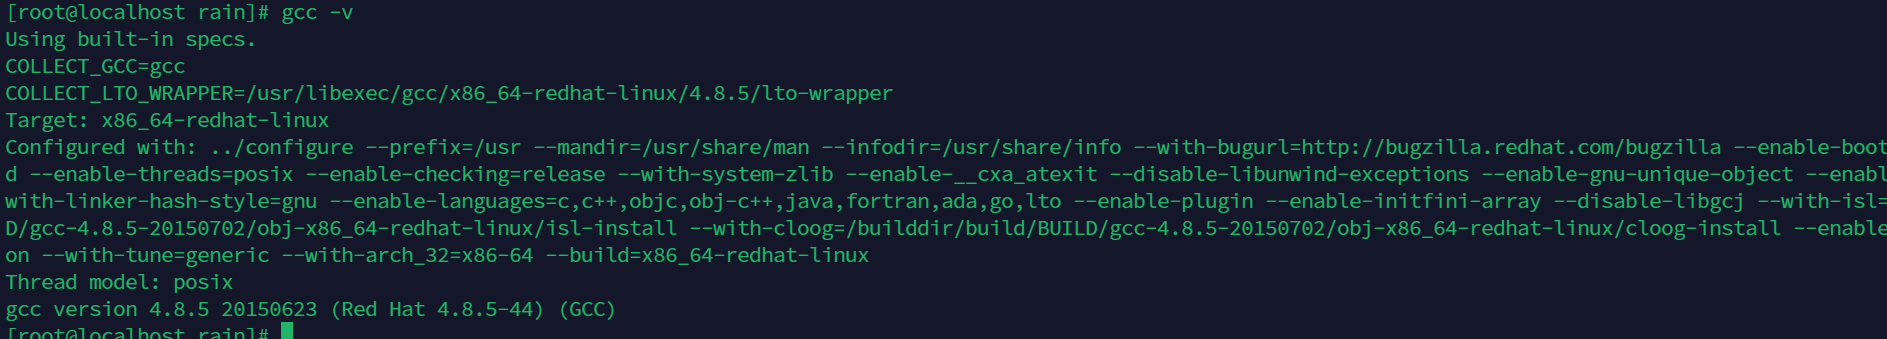 [root@localhost rain]# gcc -v
Using built-in specs.
COLLECT_GCC=gcc
COLLECT_LTO_WRAPPER=/usr/libexec/gcc/x86_64-redhat-linux/4.8.5/lto-wrapper
Target: x86_64-redhat-linux
Configured with: ../configure --prefix=/usr --mandir=/usr/share/man --infodir=/usr/share/info --with-bugurl=http://bugzilla.redhat.com/bugzilla --enable-boot
d --enable-threads=posix --enable-checking=release --with-system-zlib --enable-__cxa_atexit --disable-libunwind-exceptions --enable-gnu-unique-object --enabl
with-linker-hash-style=gnu --enable-languages=c,c++,objc,obj-c++,java,fortran,ada,go,lto --enable-plugin --enable-initfini-array --disable-libgcj --with-isl=
D/gcc-4.8.5-20150702/obj-x86_64-redhat-linux/isl-install --with-cloog=/builddir/build/BUILD/gcc-4.8.5-20150702/obj-x86_64-redhat-linux/cloog-install --enable
on --with-tune=generic --with-arch_32=x86-64 --build=x86_64-redhat-linux
Thread model: posix
gcc version 4.8.5 20150623 (Red Hat 4.8.5-44) (GCC)
[root@localhost rain]#